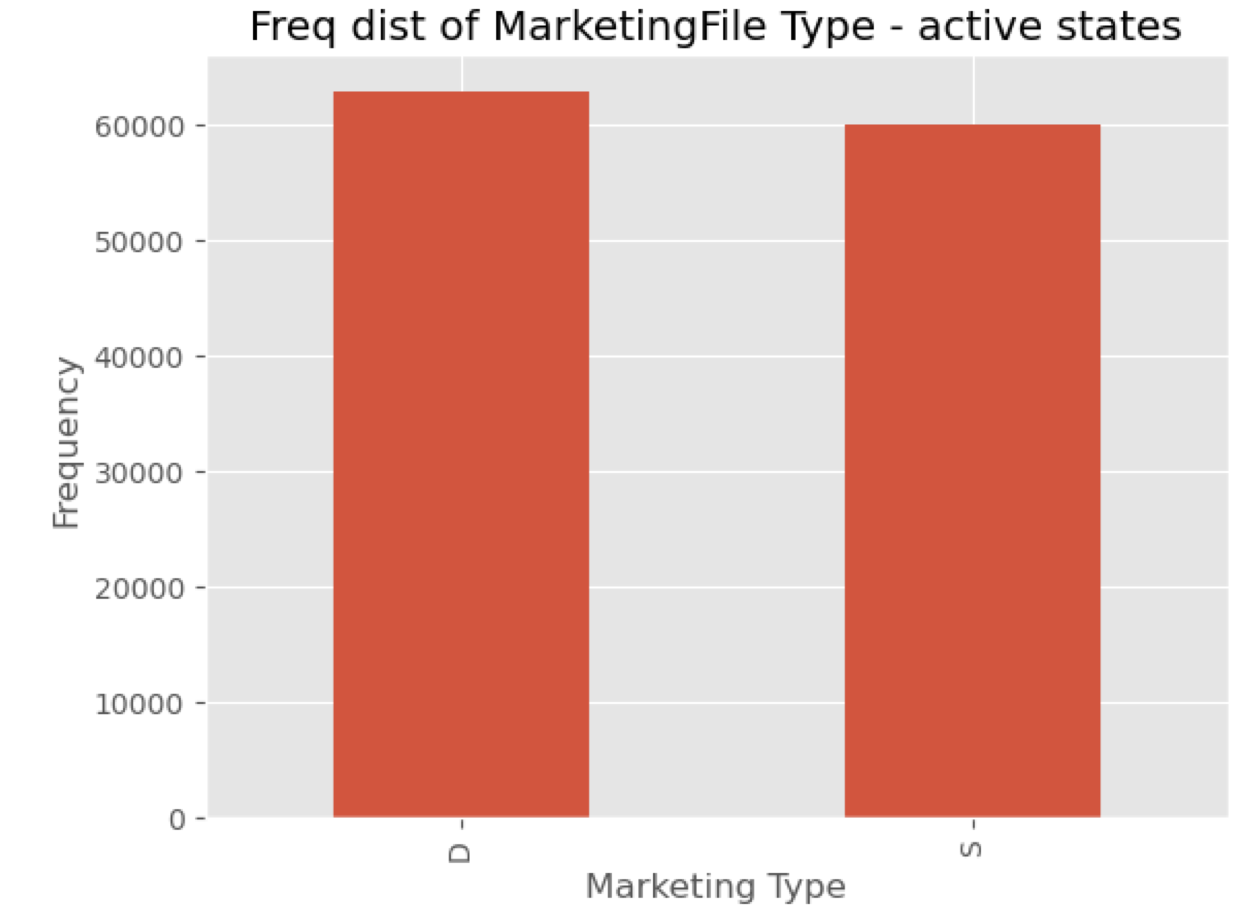 Freq dist of MarketingFile Type - active states
60000
50000
40000
30000
20000
10000
0
Frequency
D
S
Marketing Type